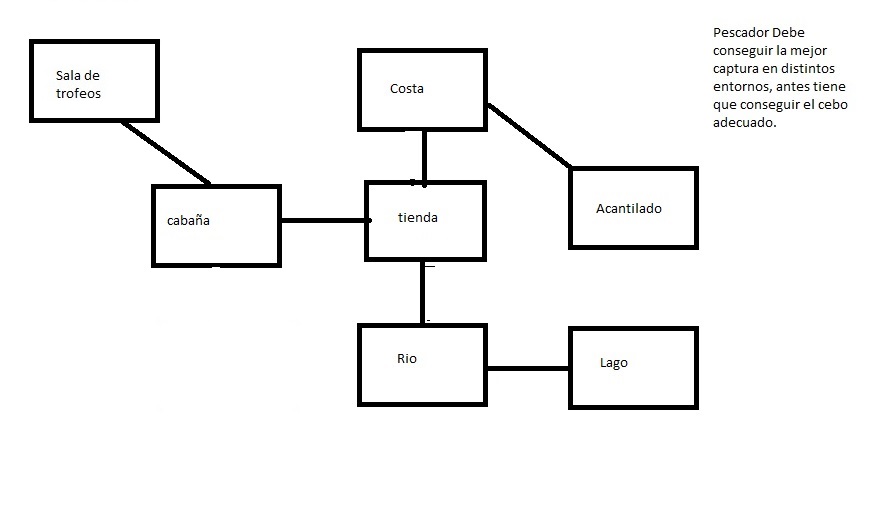 Sala de
trofeos
Costa
Pescador Debe
conseguir la mejor
captura en distintos
entornos, antes tiene
que conseguir el cebo
adecuado.
cabaña
tienda
Acantilado
Rio
Lago